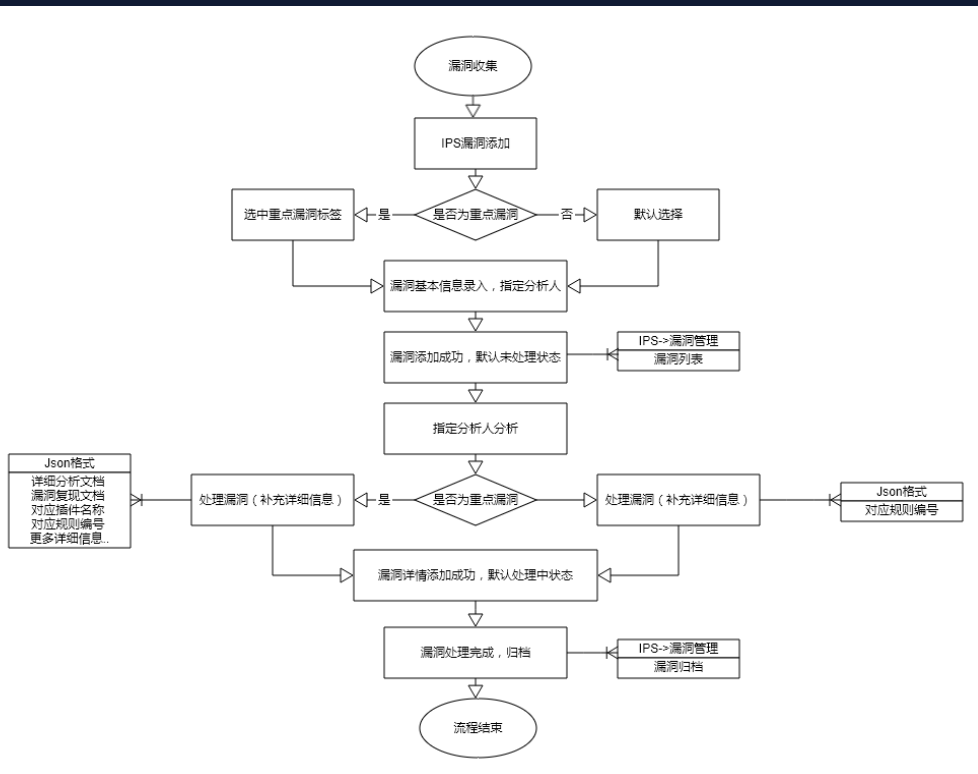 漏洞收集
IPS漏洞添加
选中重点漏洞标签
是
是否为重点漏洞
否
默认选择
漏洞基本信息录入，指定分析人
漏洞添加成功，默认未处理状态
IPS->漏洞管理
漏洞列表
指定分析人分析
Json格式
详细分析文档
漏洞复现文档
对应插件名称
对应规则编号
更多详细信息...
处理漏洞（补充详细信息）
是
是否为重点漏洞
处理漏洞（补充详细信息）
Json格式
对应规则编号
漏洞详情添加成功，默认处理中状态
漏洞处理完成，归档
IPS->漏洞管理
漏洞归档
流程结束